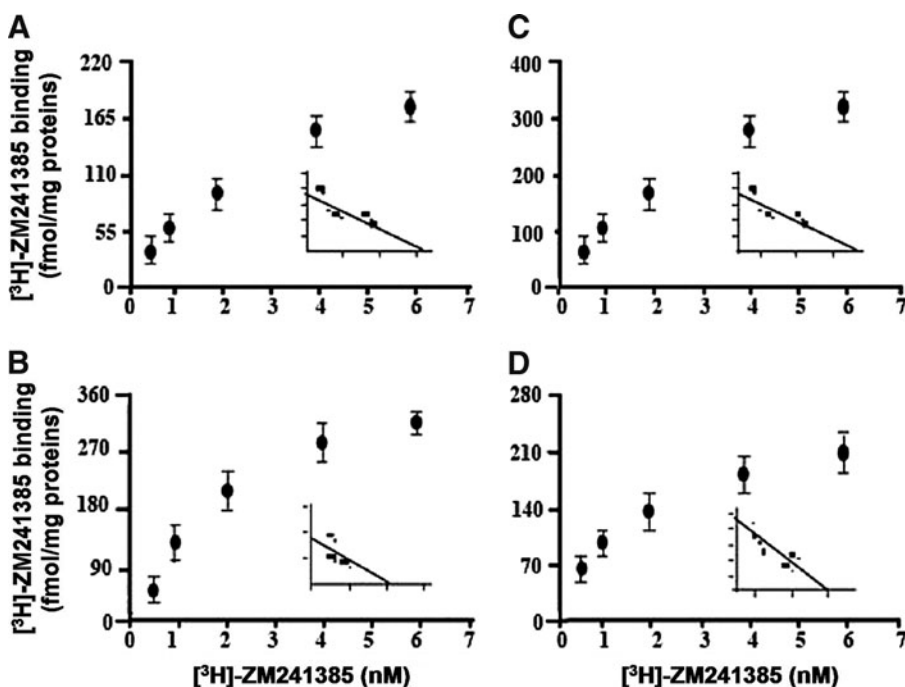 A
[³H]-ZM241385 binding
(fmol/mg proteins)
220
165
110
55
0
0 1 2 3 4 5 6 7
C
400
300
200
100
0
0 1 2 3 4 5 6 7
B
[³H]-ZM241385 binding
(fmol/mg proteins)
360
270
180
90
0
0 1 2 3 4 5 6 7
[³H]-ZM241385 (nM)
D
280
210
140
70
0
0 1 2 3 4 5 6 7
[³H]-ZM241385 (nM)